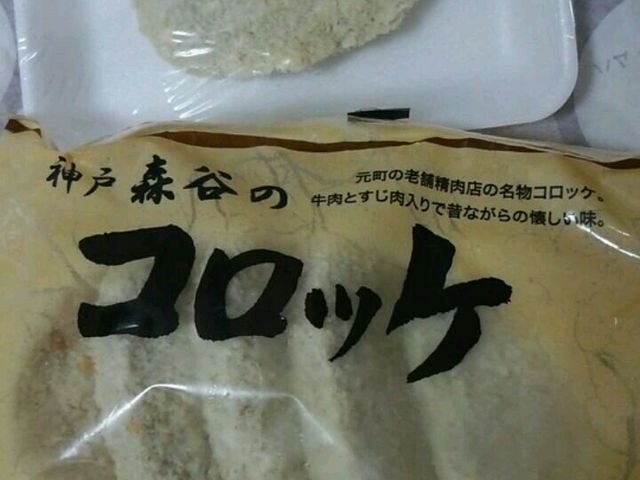 神戸 森谷の
元町の老舗精肉店の名物コロッケ。
牛肉とすじ肉入りで昔ながらの懐しい味。
コロッケ